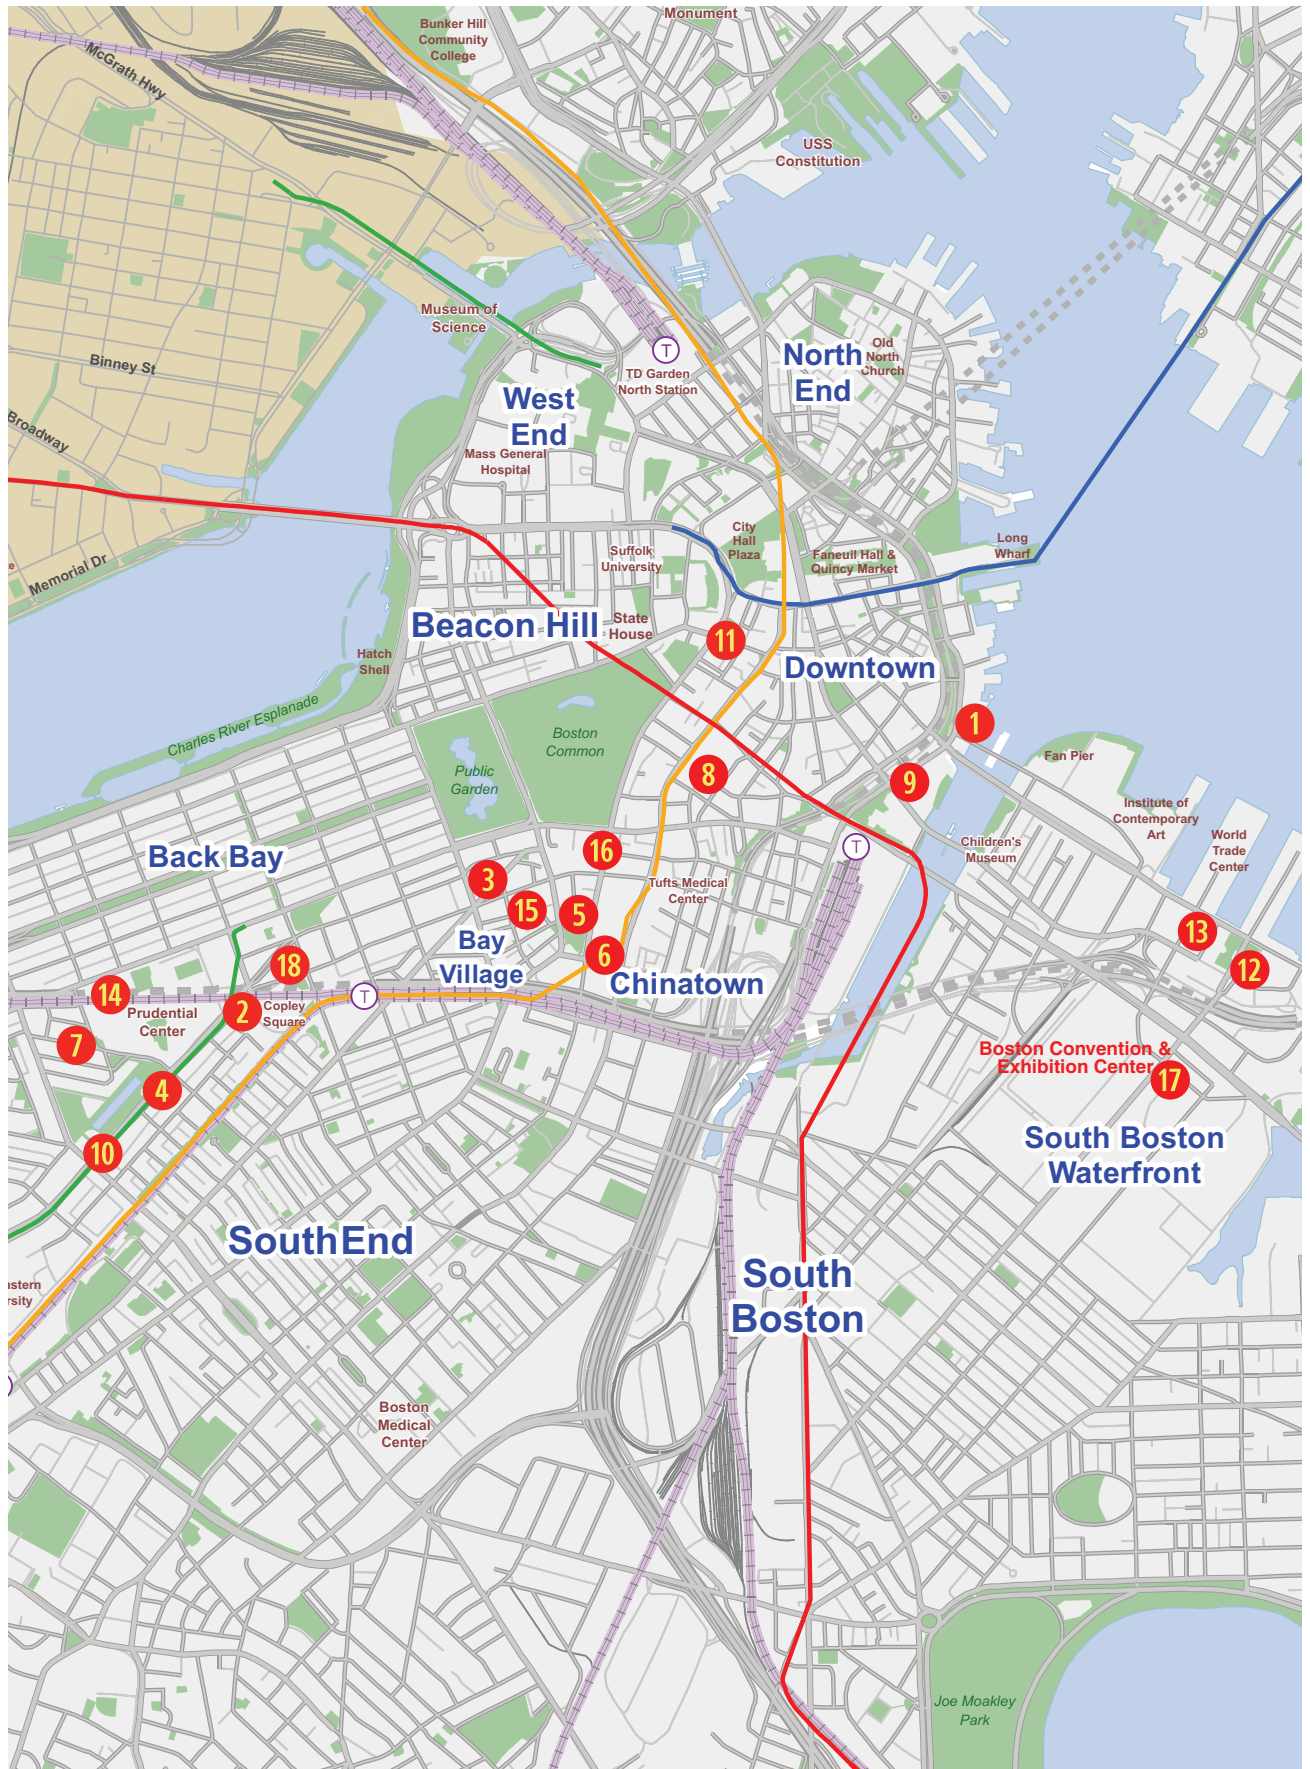 Monument
Bunker Hill
Community
College
McGrath Hwy
USS
Constitution
Museum of
Science
Binney St
T
TD Garden
North Station
North
End
Old
North
Church
West
End
Broadway
Mass General
Hospital
City
Hall
Plaza
Suffolk
University
Faneuil Hall &
Quincy Market
Long
Wharf
e
Memorial Dr
Beacon Hill
State
House
11
Hatch
Shell
Downtown
Charles River Esplanade
Boston
Common
1
Public
Garden
8
9
Fan Pier
Institute of
Contemporary
Art
World
Trade
Center
Children's
Museum
T
Back Bay
16
3
Tufts Medical
Center
15
5
13
Bay
Village
6
Chinatown
12
18
14
T
Prudential
Center
2
Copley
Square
7
Boston Convention &
Exhibition Center
17
4
10
South Boston
Waterfront
SouthEnd
South
Boston
astern
rsity
Boston
Medical
Center
Joe Moakley
Park